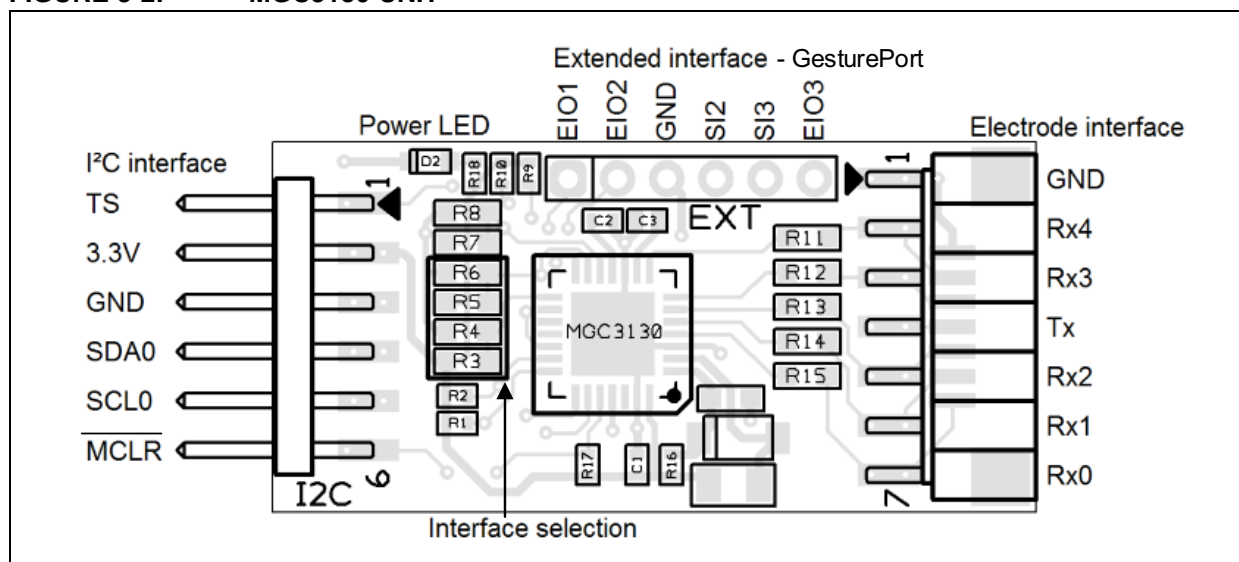 Extended interface - GesturePort
EIO1
EIO2
GND
SI2
SI3
EIO3
Power LED
Electrode interface
I²C interface
TS
3.3V
GND
SDA0
SCL0
MCLR
1
6
I2C
D2
R18
R10
R9
R8
R7
R6
R5
R4
R3
R2
R1
C2
C3
EXT
MGC3130
R11
R12
R13
R14
R15
R17
C1
R16
1
7
GND
Rx4
Rx3
Tx
Rx2
Rx1
Rx0
Interface selection